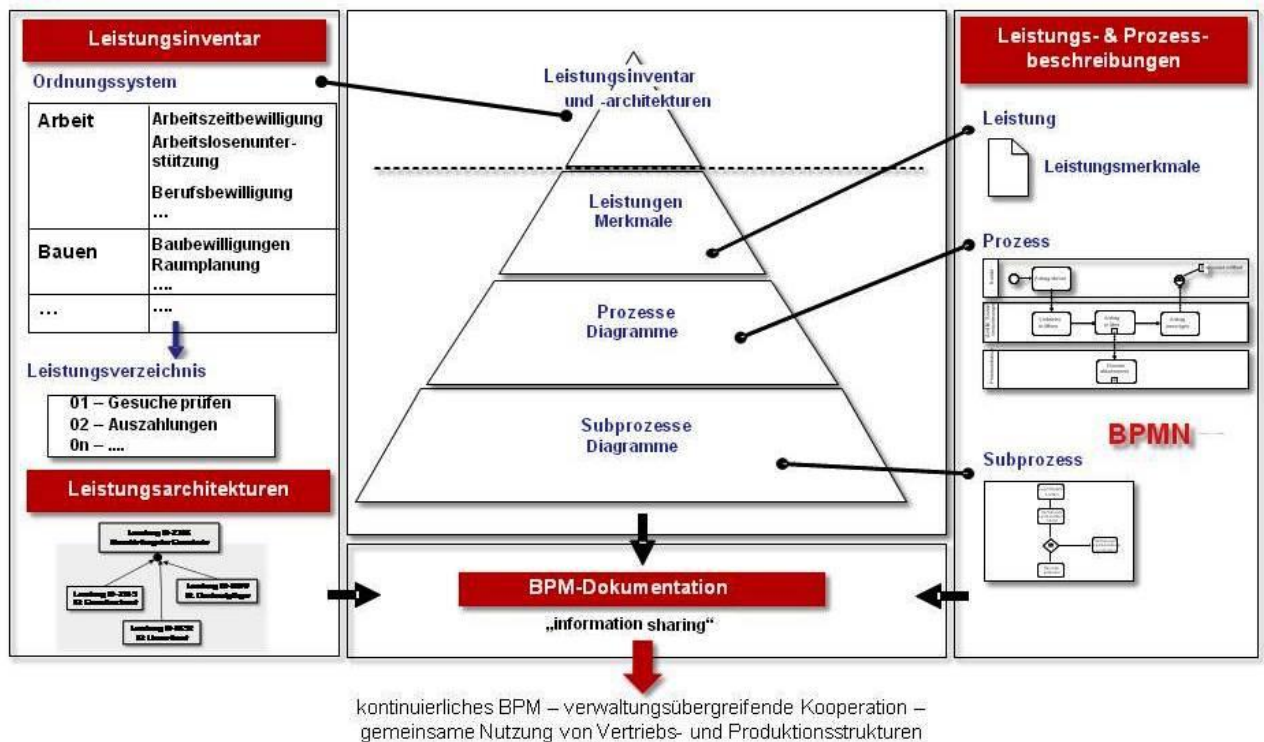 Leistungsinventar
Ordnungssystem
Arbeit
Arbeitszeitbewilligung
Arbeitslosenunter-
stützung
Berufsbewilligung
...
Bauen
Baubewilligungen
Raumplanung
....
...
....
Leistungsverzeichnis
01 – Gesuche prüfen
02 – Auszahlungen
0n – ....
Leistungsarchitekturen
Leistungsinventar
und -architekturen
Leistungen
Merkmale
Prozesse
Diagramme
Subprozesse
Diagramme
BPM-Dokumentation
„information sharing“
Leistungs- & Prozess-
beschreibungen
Leistung
Leistungsmerkmale
Prozess
BPMN
Subprozess
kontinuierliches BPM – verwaltungsübergreifende Kooperation –
gemeinsame Nutzung von Vertriebs- und Produktionsstrukturen